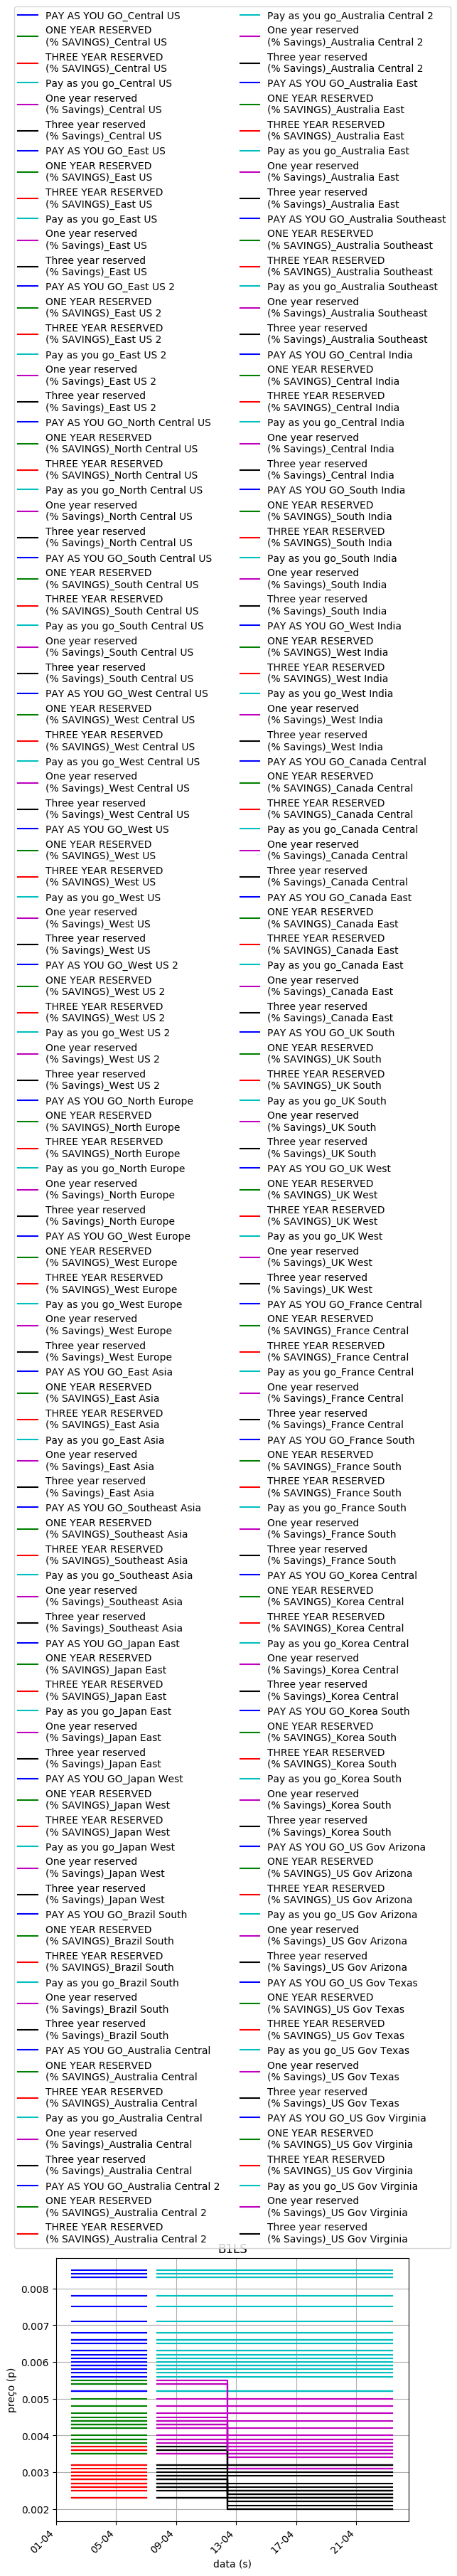 PAY AS YOU GO_Central US
ONE YEAR RESERVED
(% SAVINGS)_Central US
THREE YEAR RESERVED
(% SAVINGS)_Central US
Pay as you go_Central US
One year reserved
(% Savings)_Central US
Three year reserved
(% Savings)_Central US
PAY AS YOU GO_East US
ONE YEAR RESERVED
(% SAVINGS)_East US
THREE YEAR RESERVED
(% SAVINGS)_East US
Pay as you go_East US
One year reserved
(% Savings)_East US
Three year reserved
(% Savings)_East US
PAY AS YOU GO_East US 2
ONE YEAR RESERVED
(% SAVINGS)_East US 2
THREE YEAR RESERVED
(% SAVINGS)_East US 2
Pay as you go_East US 2
One year reserved
(% Savings)_East US 2
Three year reserved
(% Savings)_East US 2
PAY AS YOU GO_North Central US
ONE YEAR RESERVED
(% SAVINGS)_North Central US
THREE YEAR RESERVED
(% SAVINGS)_North Central US
Pay as you go_North Central US
One year reserved
(% Savings)_North Central US
Three year reserved
(% Savings)_North Central US
PAY AS YOU GO_South Central US
ONE YEAR RESERVED
(% SAVINGS)_South Central US
THREE YEAR RESERVED
(% SAVINGS)_South Central US
Pay as you go_South Central US
One year reserved
(% Savings)_South Central US
Three year reserved
(% Savings)_South Central US
PAY AS YOU GO_West Central US
ONE YEAR RESERVED
(% SAVINGS)_West Central US
THREE YEAR RESERVED
(% SAVINGS)_West Central US
Pay as you go_West Central US
One year reserved
(% Savings)_West Central US
Three year reserved
(% Savings)_West Central US
PAY AS YOU GO_West US
ONE YEAR RESERVED
(% SAVINGS)_West US
THREE YEAR RESERVED
(% SAVINGS)_West US
Pay as you go_West US
One year reserved
(% Savings)_West US
Three year reserved
(% Savings)_West US
PAY AS YOU GO_West US 2
ONE YEAR RESERVED
(% SAVINGS)_West US 2
THREE YEAR RESERVED
(% SAVINGS)_West US 2
Pay as you go_West US 2
One year reserved
(% Savings)_West US 2
Three year reserved
(% Savings)_West US 2
PAY AS YOU GO_North Europe
ONE YEAR RESERVED
(% SAVINGS)_North Europe
THREE YEAR RESERVED
(% SAVINGS)_North Europe
Pay as you go_North Europe
One year reserved
(% Savings)_North Europe
Three year reserved
(% Savings)_North Europe
PAY AS YOU GO_West Europe
ONE YEAR RESERVED
(% SAVINGS)_West Europe
THREE YEAR RESERVED
(% SAVINGS)_West Europe
Pay as you go_West Europe
One year reserved
(% Savings)_West Europe
Three year reserved
(% Savings)_West Europe
PAY AS YOU GO_East Asia
ONE YEAR RESERVED
(% SAVINGS)_East Asia
THREE YEAR RESERVED
(% SAVINGS)_East Asia
Pay as you go_East Asia
One year reserved
(% Savings)_East Asia
Three year reserved
(% Savings)_East Asia
PAY AS YOU GO_Southeast Asia
ONE YEAR RESERVED
(% SAVINGS)_Southeast Asia
THREE YEAR RESERVED
(% SAVINGS)_Southeast Asia
Pay as you go_Southeast Asia
One year reserved
(% Savings)_Southeast Asia
Three year reserved
(% Savings)_Southeast Asia
PAY AS YOU GO_Japan East
ONE YEAR RESERVED
(% SAVINGS)_Japan East
THREE YEAR RESERVED
(% SAVINGS)_Japan East
Pay as you go_Japan East
One year reserved
(% Savings)_Japan East
Three year reserved
(% Savings)_Japan East
PAY AS YOU GO_Japan West
ONE YEAR RESERVED
(% SAVINGS)_Japan West
THREE YEAR RESERVED
(% SAVINGS)_Japan West
Pay as you go_Japan West
One year reserved
(% Savings)_Japan West
Three year reserved
(% Savings)_Japan West
PAY AS YOU GO_Brazil South
ONE YEAR RESERVED
(% SAVINGS)_Brazil South
THREE YEAR RESERVED
(% SAVINGS)_Brazil South
Pay as you go_Brazil South
One year reserved
(% Savings)_Brazil South
Three year reserved
(% Savings)_Brazil South
PAY AS YOU GO_Australia Central
ONE YEAR RESERVED
(% SAVINGS)_Australia Central
THREE YEAR RESERVED
(% SAVINGS)_Australia Central
Pay as you go_Australia Central
One year reserved
(% Savings)_Australia Central
Three year reserved
(% Savings)_Australia Central
PAY AS YOU GO_Australia Central 2
ONE YEAR RESERVED
(% SAVINGS)_Australia Central 2
THREE YEAR RESERVED
(% SAVINGS)_Australia Central 2
Pay as you go_Australia Central 2
One year reserved
(% Savings)_Australia Central 2
Three year reserved
(% Savings)_Australia Central 2
PAY AS YOU GO_Australia East
ONE YEAR RESERVED
(% SAVINGS)_Australia East
THREE YEAR RESERVED
(% SAVINGS)_Australia East
Pay as you go_Australia East
One year reserved
(% Savings)_Australia East
Three year reserved
(% Savings)_Australia East
PAY AS YOU GO_Australia Southeast
ONE YEAR RESERVED
(% SAVINGS)_Australia Southeast
THREE YEAR RESERVED
(% SAVINGS)_Australia Southeast
Pay as you go_Australia Southeast
One year reserved
(% Savings)_Australia Southeast
Three year reserved
(% Savings)_Australia Southeast
PAY AS YOU GO_Central India
ONE YEAR RESERVED
(% SAVINGS)_Central India
THREE YEAR RESERVED
(% SAVINGS)_Central India
Pay as you go_Central India
One year reserved
(% Savings)_Central India
Three year reserved
(% Savings)_Central India
PAY AS YOU GO_South India
ONE YEAR RESERVED
(% SAVINGS)_South India
THREE YEAR RESERVED
(% SAVINGS)_South India
Pay as you go_South India
One year reserved
(% Savings)_South India
Three year reserved
(% Savings)_South India
PAY AS YOU GO_West India
ONE YEAR RESERVED
(% SAVINGS)_West India
THREE YEAR RESERVED
(% SAVINGS)_West India
Pay as you go_West India
One year reserved
(% Savings)_West India
Three year reserved
(% Savings)_West India
PAY AS YOU GO_Canada Central
ONE YEAR RESERVED
(% SAVINGS)_Canada Central
THREE YEAR RESERVED
(% SAVINGS)_Canada Central
Pay as you go_Canada Central
One year reserved
(% Savings)_Canada Central
Three year reserved
(% Savings)_Canada Central
PAY AS YOU GO_Canada East
ONE YEAR RESERVED
(% SAVINGS)_Canada East
THREE YEAR RESERVED
(% SAVINGS)_Canada East
Pay as you go_Canada East
One year reserved
(% Savings)_Canada East
Three year reserved
(% Savings)_Canada East
PAY AS YOU GO_UK South
ONE YEAR RESERVED
(% SAVINGS)_UK South
THREE YEAR RESERVED
(% SAVINGS)_UK South
Pay as you go_UK South
One year reserved
(% Savings)_UK South
Three year reserved
(% Savings)_UK South
PAY AS YOU GO_UK West
ONE YEAR RESERVED
(% SAVINGS)_UK West
THREE YEAR RESERVED
(% SAVINGS)_UK West
Pay as you go_UK West
One year reserved
(% Savings)_UK West
Three year reserved
(% Savings)_UK West
PAY AS YOU GO_France Central
ONE YEAR RESERVED
(% SAVINGS)_France Central
THREE YEAR RESERVED
(% SAVINGS)_France Central
Pay as you go_France Central
One year reserved
(% Savings)_France Central
Three year reserved
(% Savings)_France Central
PAY AS YOU GO_France South
ONE YEAR RESERVED
(% SAVINGS)_France South
THREE YEAR RESERVED
(% SAVINGS)_France South
Pay as you go_France South
One year reserved
(% Savings)_France South
Three year reserved
(% Savings)_France South
PAY AS YOU GO_Korea Central
ONE YEAR RESERVED
(% SAVINGS)_Korea Central
THREE YEAR RESERVED
(% SAVINGS)_Korea Central
Pay as you go_Korea Central
One year reserved
(% Savings)_Korea Central
Three year reserved
(% Savings)_Korea Central
PAY AS YOU GO_Korea South
ONE YEAR RESERVED
(% SAVINGS)_Korea South
THREE YEAR RESERVED
(% SAVINGS)_Korea South
Pay as you go_Korea South
One year reserved
(% Savings)_Korea South
Three year reserved
(% Savings)_Korea South
PAY AS YOU GO_US Gov Arizona
ONE YEAR RESERVED
(% SAVINGS)_US Gov Arizona
THREE YEAR RESERVED
(% SAVINGS)_US Gov Arizona
Pay as you go_US Gov Arizona
One year reserved
(% Savings)_US Gov Arizona
Three year reserved
(% Savings)_US Gov Arizona
PAY AS YOU GO_US Gov Texas
ONE YEAR RESERVED
(% SAVINGS)_US Gov Texas
THREE YEAR RESERVED
(% SAVINGS)_US Gov Texas
Pay as you go_US Gov Texas
One year reserved
(% Savings)_US Gov Texas
Three year reserved
(% Savings)_US Gov Texas
PAY AS YOU GO_US Gov Virginia
ONE YEAR RESERVED
(% SAVINGS)_US Gov Virginia
THREE YEAR RESERVED
(% SAVINGS)_US Gov Virginia
Pay as you go_US Gov Virginia
One year reserved
(% Savings)_US Gov Virginia
Three year reserved
(% Savings)_US Gov Virginia
B1LS
0.008
0.007
0.006
0.005
0.004
0.003
0.002
preço (p)
01-04
05-04
09-04
13-04
17-04
21-04
data (s)